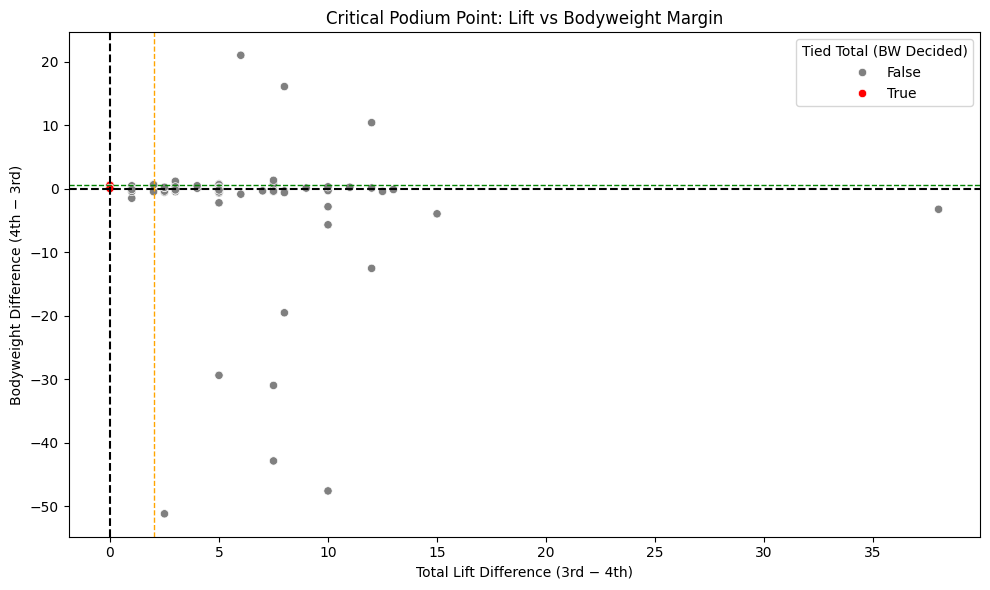 Critical Podium Point: Lift vs Bodyweight Margin
Tied Total (BW Decided)
False
True
Bodyweight Difference (4th − 3rd)
20
10
0
−10
−20
−30
−40
−50
0 5 10 15 20 25 30 35
Total Lift Difference (3rd − 4th)